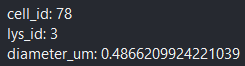 cell_id: 78
lys_id: 3
diameter_um: 0.4866209924221039